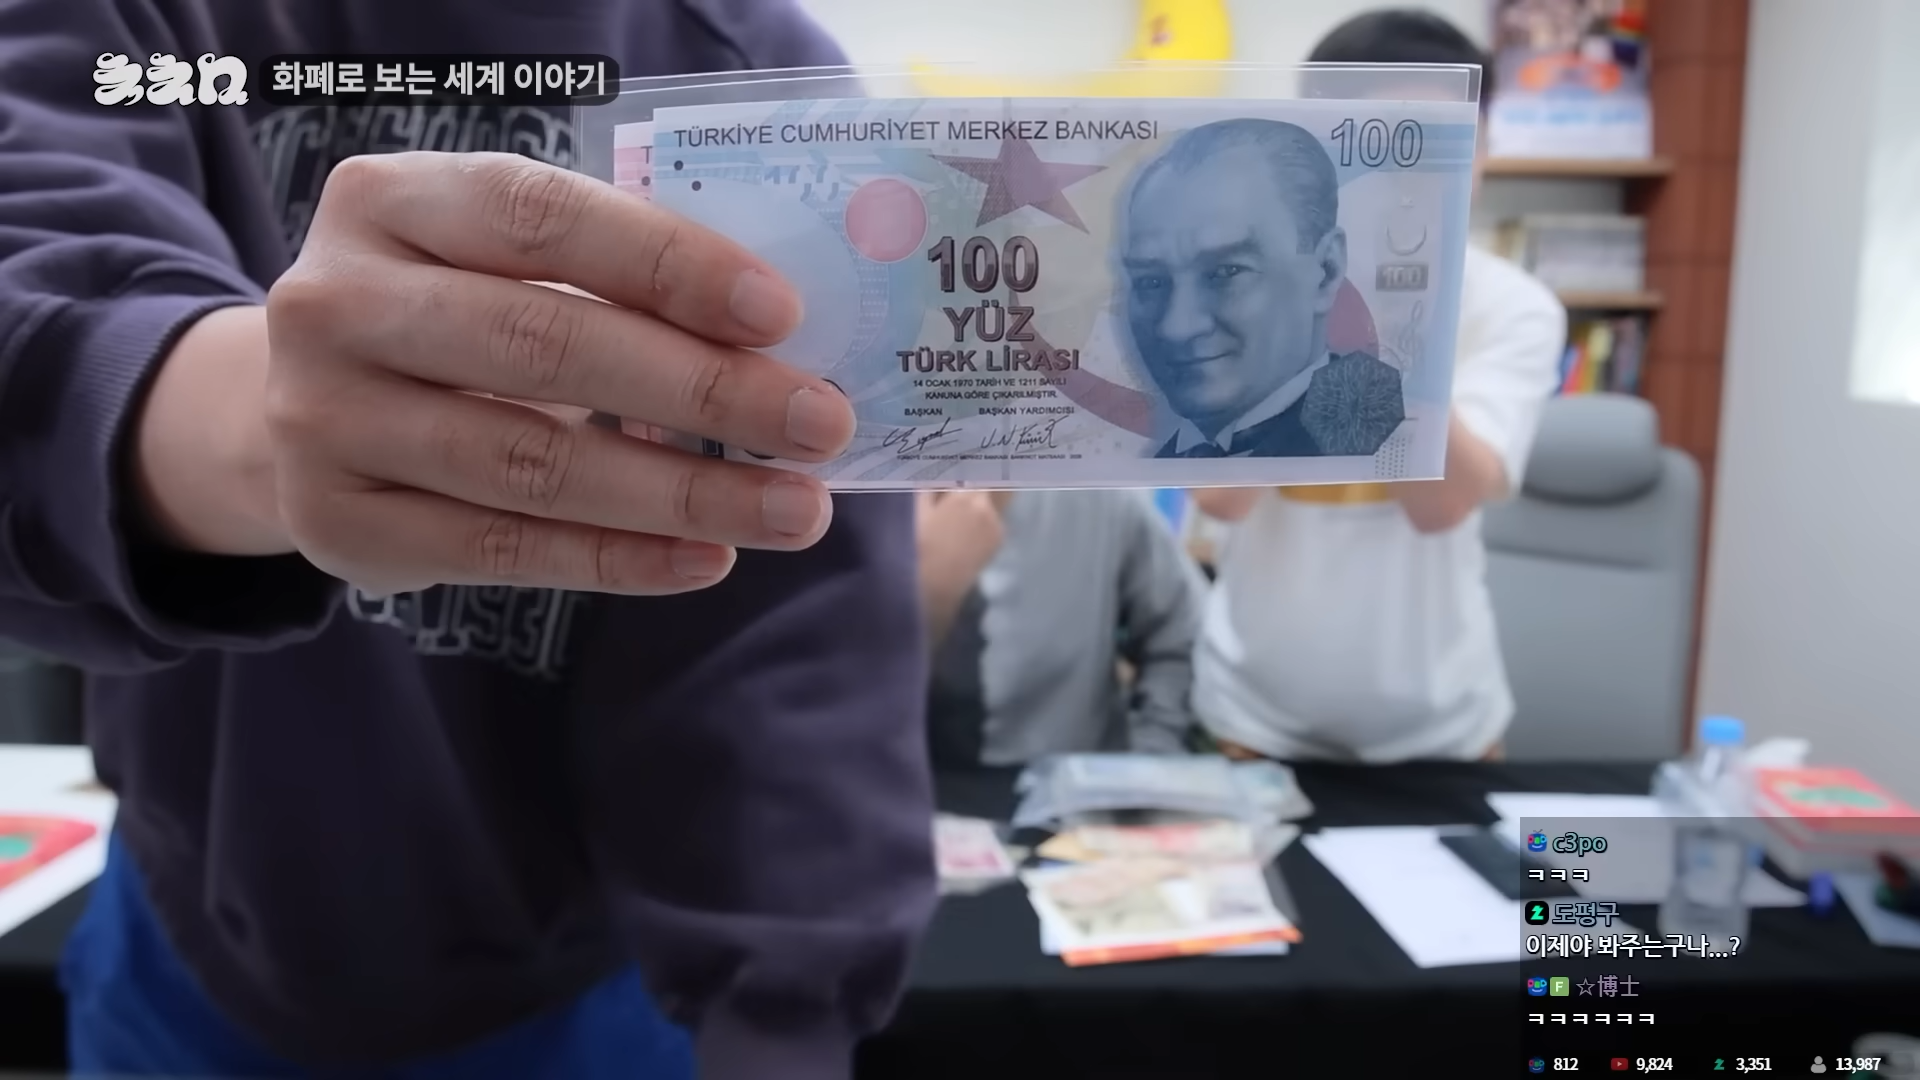 화폐로 보는 세계 이야기
TÜRKİYE CUMHURİYET MERKEZ BANKASI
100
T
100
YÜZ
TÜRK LİRASI
14 OCAK 1970 TARİH VE 1211 SAYILI
KANUNA GÖRE ÇIKARILMIŞTIR.
BAŞKAN BAŞKAN YARDIMCISI
100
c3po
ㅋㅋㅋ
도평구
이제야 봐주는구나...?
F ☆博士
ㅋㅋㅋㅋㅋㅋ
812 9,824 3,351 13,987